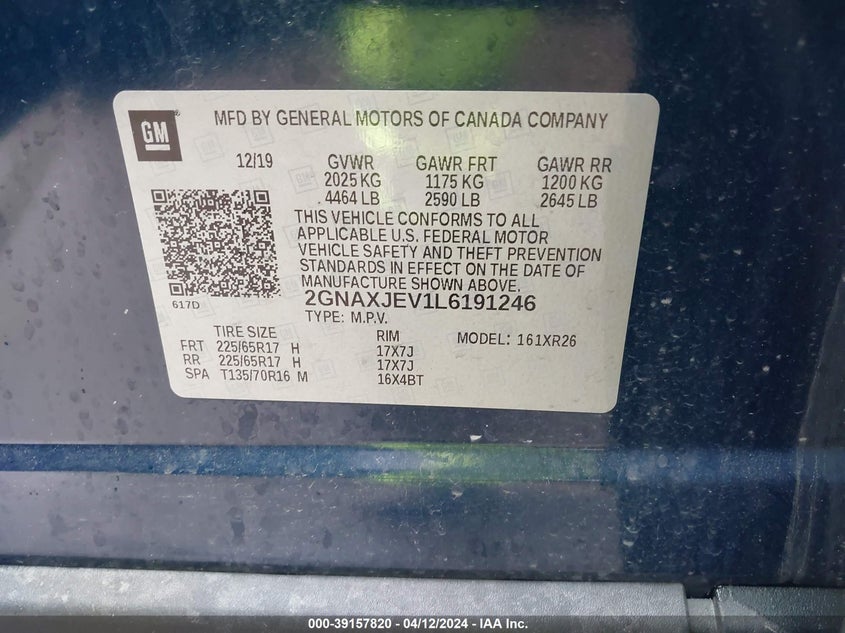 GM
MFD BY GENERAL MOTORS OF CANADA COMPANY
12/19 GVWR GAWR FRT GAWR RR
2025 KG 1175 KG 1200 KG
4464 LB 2590 LB 2645 LB
THIS VEHICLE CONFORMS TO ALL
APPLICABLE U.S. FEDERAL MOTOR
VEHICLE SAFETY AND THEFT PREVENTION
STANDARDS IN EFFECT ON THE DATE OF
MANUFACTURE SHOWN ABOVE.
617D
2GNAXJEV1L6191246
TYPE: M.P.V.
TIRE SIZE RIM MODEL: 161XR26
FRT 225/65R17 H 17X7J
RR 225/65R17 H 17X7J
SPA T135/70R16 M 16X4BT
000-39157820 - 04/12/2024 - IAA Inc.